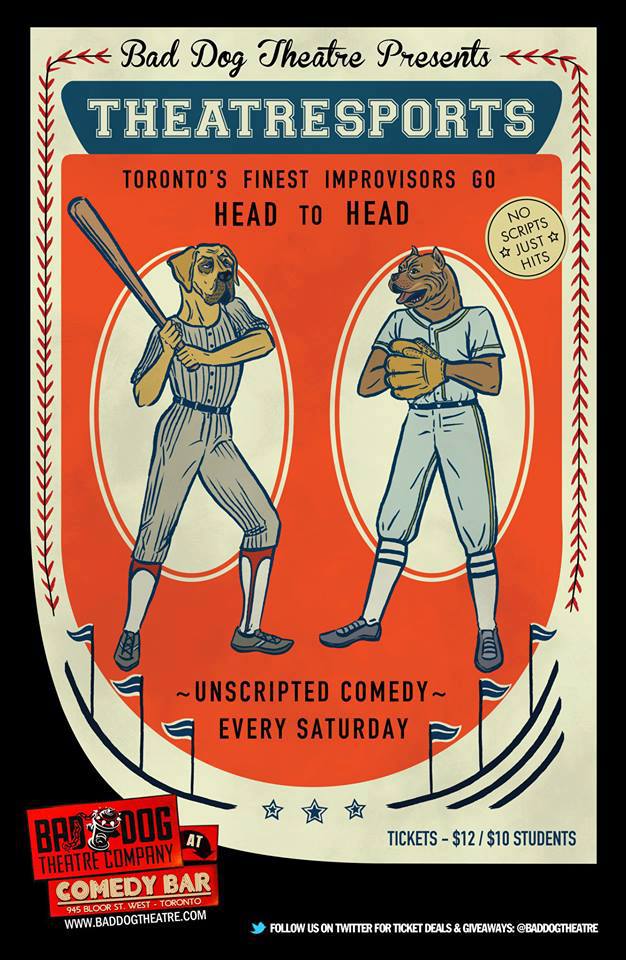 Bad Dog Theatre Presents
THEATRESPORTS
TORONTO'S FINEST IMPROVISORS GO
HEAD TO HEAD
NO
SCRIPTS
JUST
HITS
~UNSCRIPTED COMEDY~
EVERY SATURDAY
TICKETS – $12 / $10 STUDENTS
BAD DOG
THEATRE COMPANY
AT
COMEDY BAR
945 BLOOR ST. WEST - TORONTO
WWW.BADDOGTHEATRE.COM
FOLLOW US ON TWITTER FOR TICKET DEALS & GIVEAWAYS: @BADDOGTHEATRE